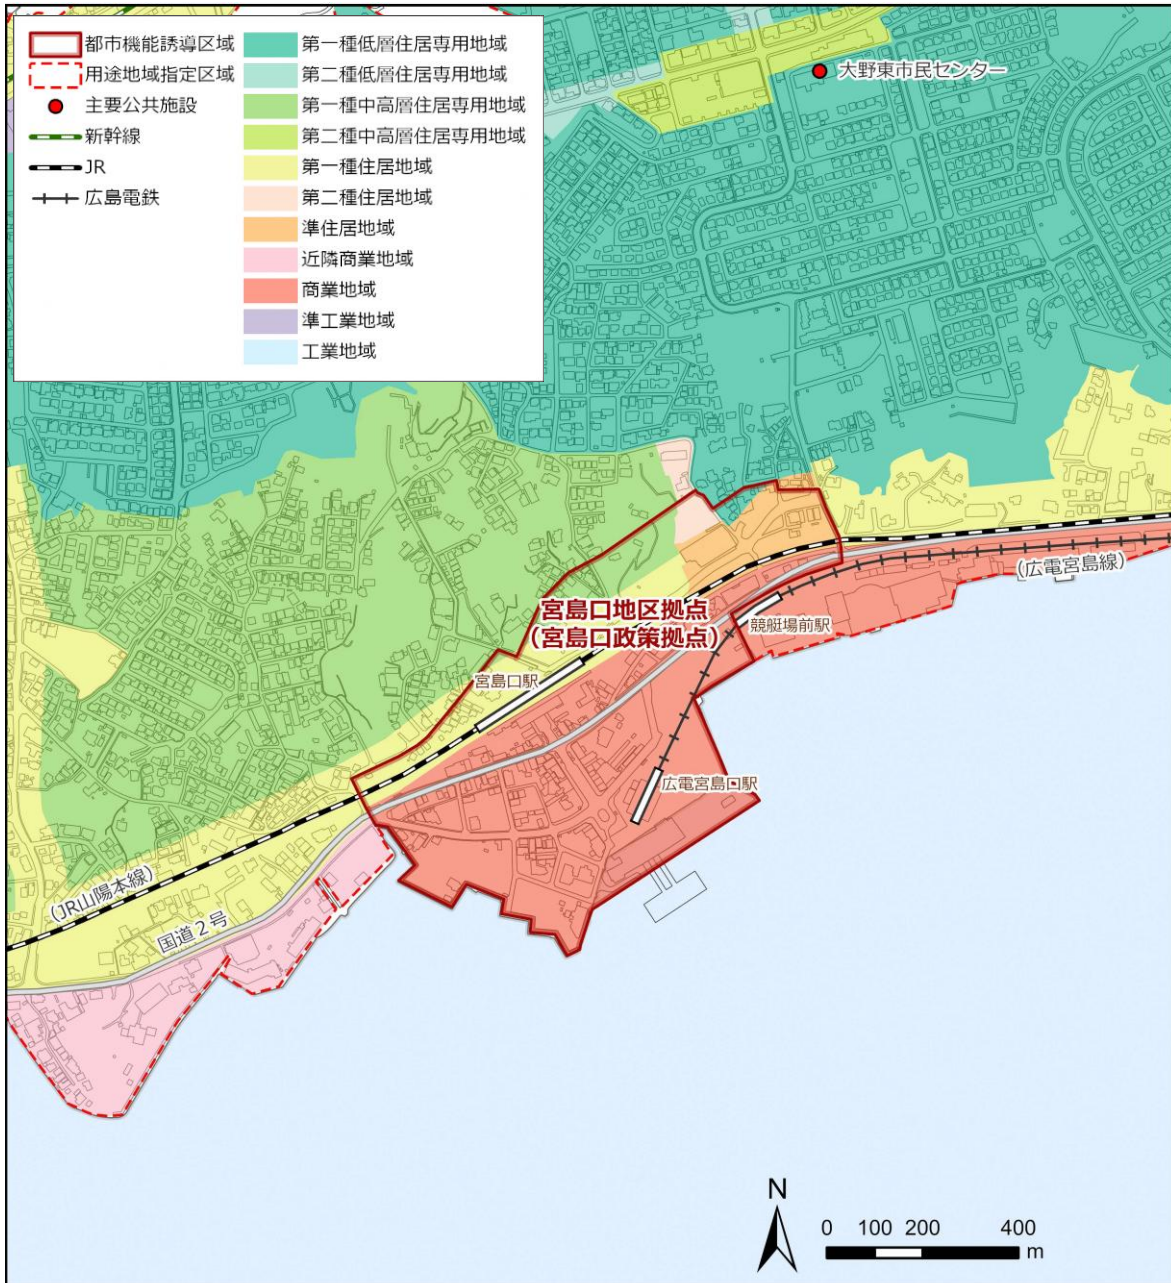 都市機能誘導区域
用途地域指定区域
主要公共施設
新幹線
JR
広島電鉄
第一種低層住居専用地域
第二種低層住居専用地域
第一種中高層住居専用地域
第二種中高層住居専用地域
第一種住居地域
第二種住居地域
準住居地域
近隣商業地域
商業地域
準工業地域
工業地域
大野東市民センター
(広電宮島線)
宮島口地区拠点
(宮島口政策拠点)
競艇場前駅
宮島口駅
広電宮島口駅
(JR山陽本線)
国道2号
N
0 100 200 400
m